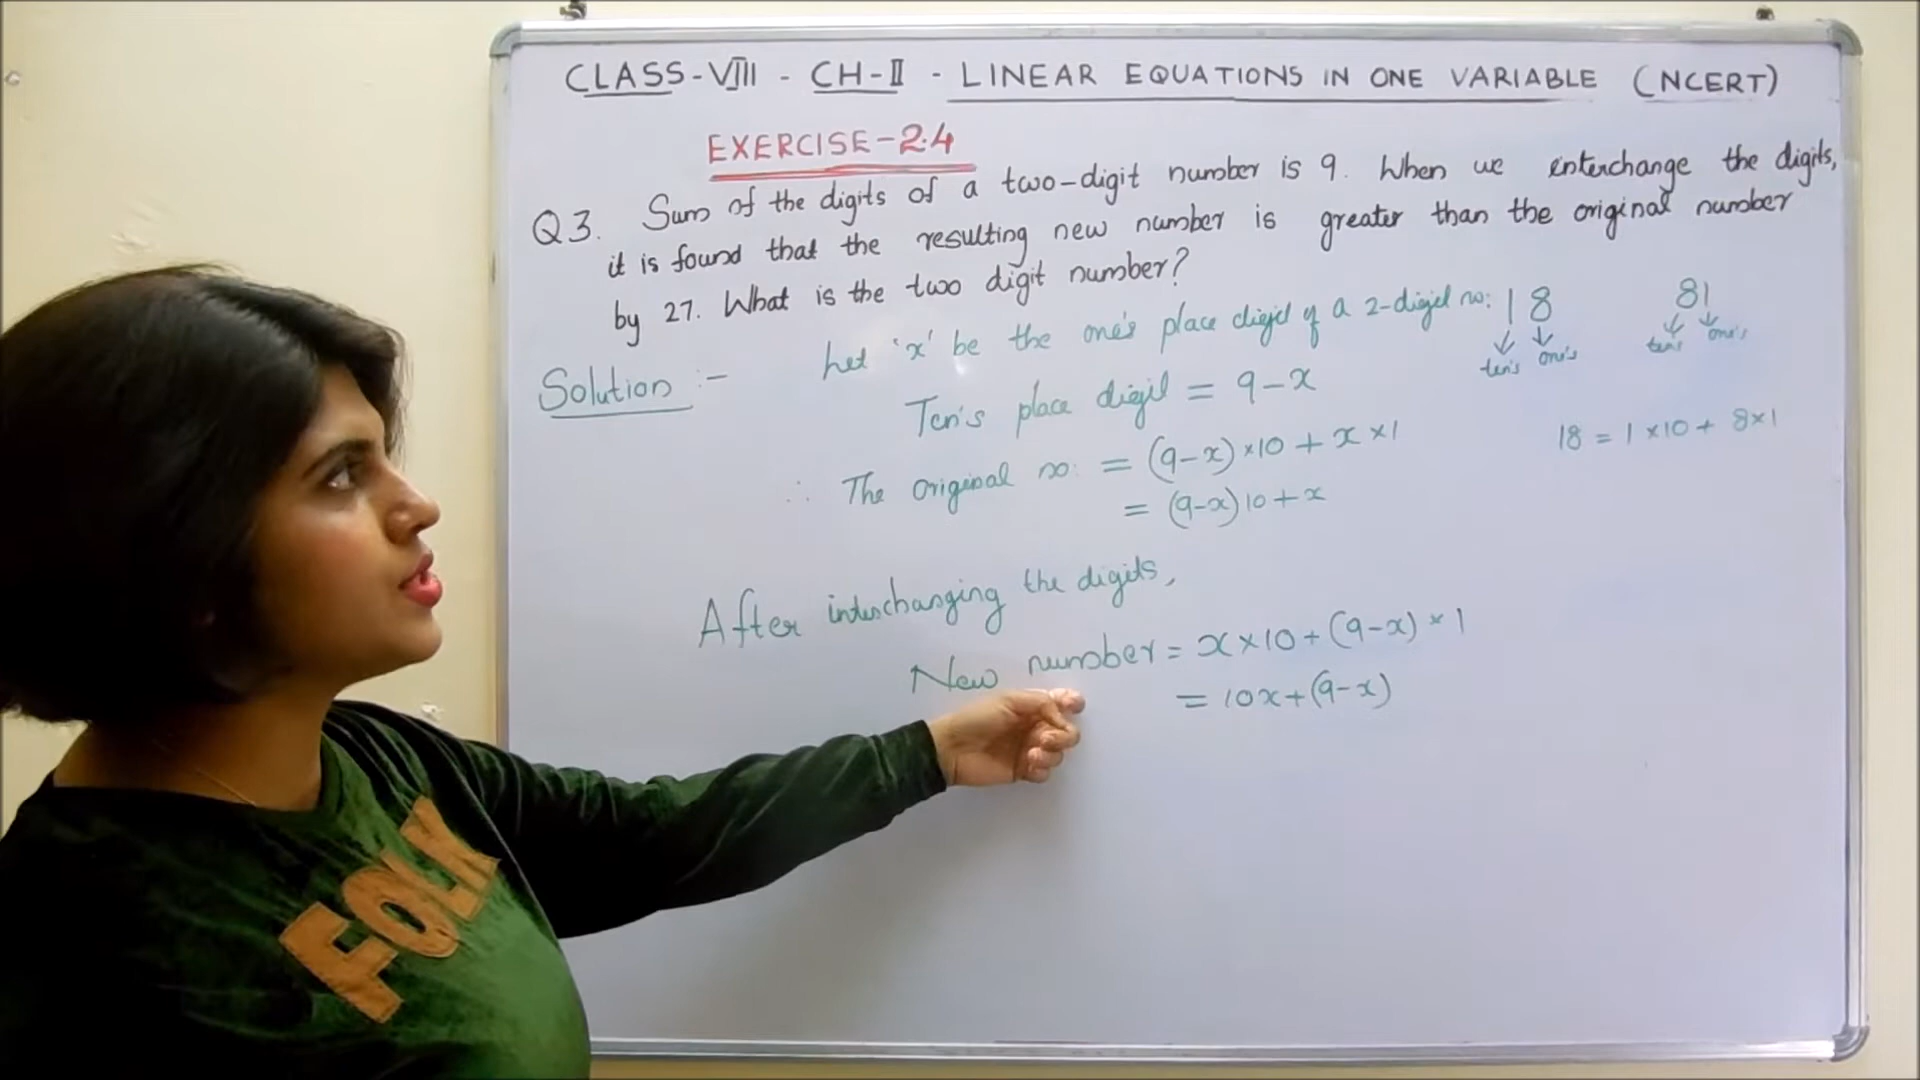 CLASS-VIII - CH-II - LINEAR EQUATIONS IN ONE VARIABLE (NCERT)
EXERCISE-2.4
Q3. Sum of the digits of a two-digit number is 9. When we interchange the digits,
it is found that the resulting new number is greater than the original number
by 27. What is the two digit number?
Solution :- Let 'x' be the one's place digit of a 2-digit no: 18 81
ten's one's ten's one's
Ten's place digit = 9-x
∴ The original no: = (9-x)×10 + x×1 18 = 1×10 + 8×1
= (9-x)10+x
After interchanging the digits,
New number = x×10+(9-x)×1
= 10x+(9-x)
FOLK